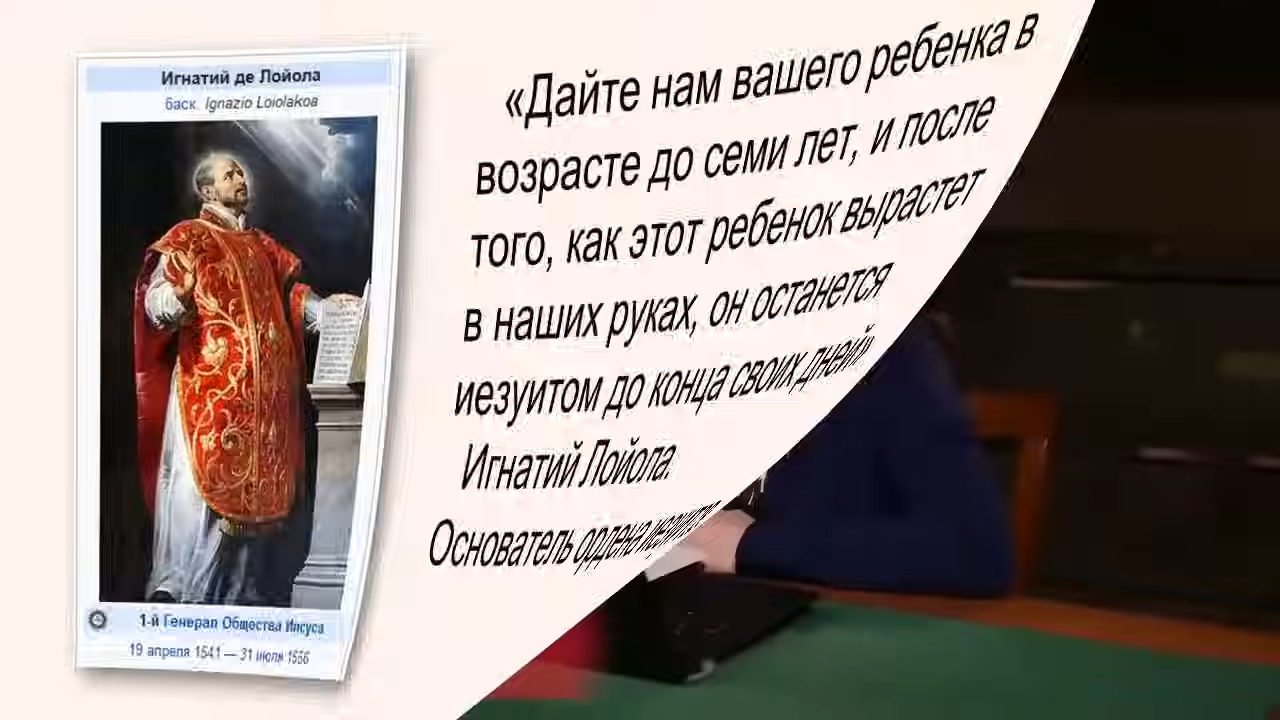 Игнатий де Лойола
баск. Ignazio Loiolakoa
1-й Генерал Общества Иисуса
19 апреля 1541 — 31 июля 1556
«Дайте нам вашего ребенка в
возрасте до семи лет, и после
того, как этот ребенок вырастет
в наших руках, он останется
иезуитом до конца своих дней»
Игнатий Лойола.
Основатель ордена